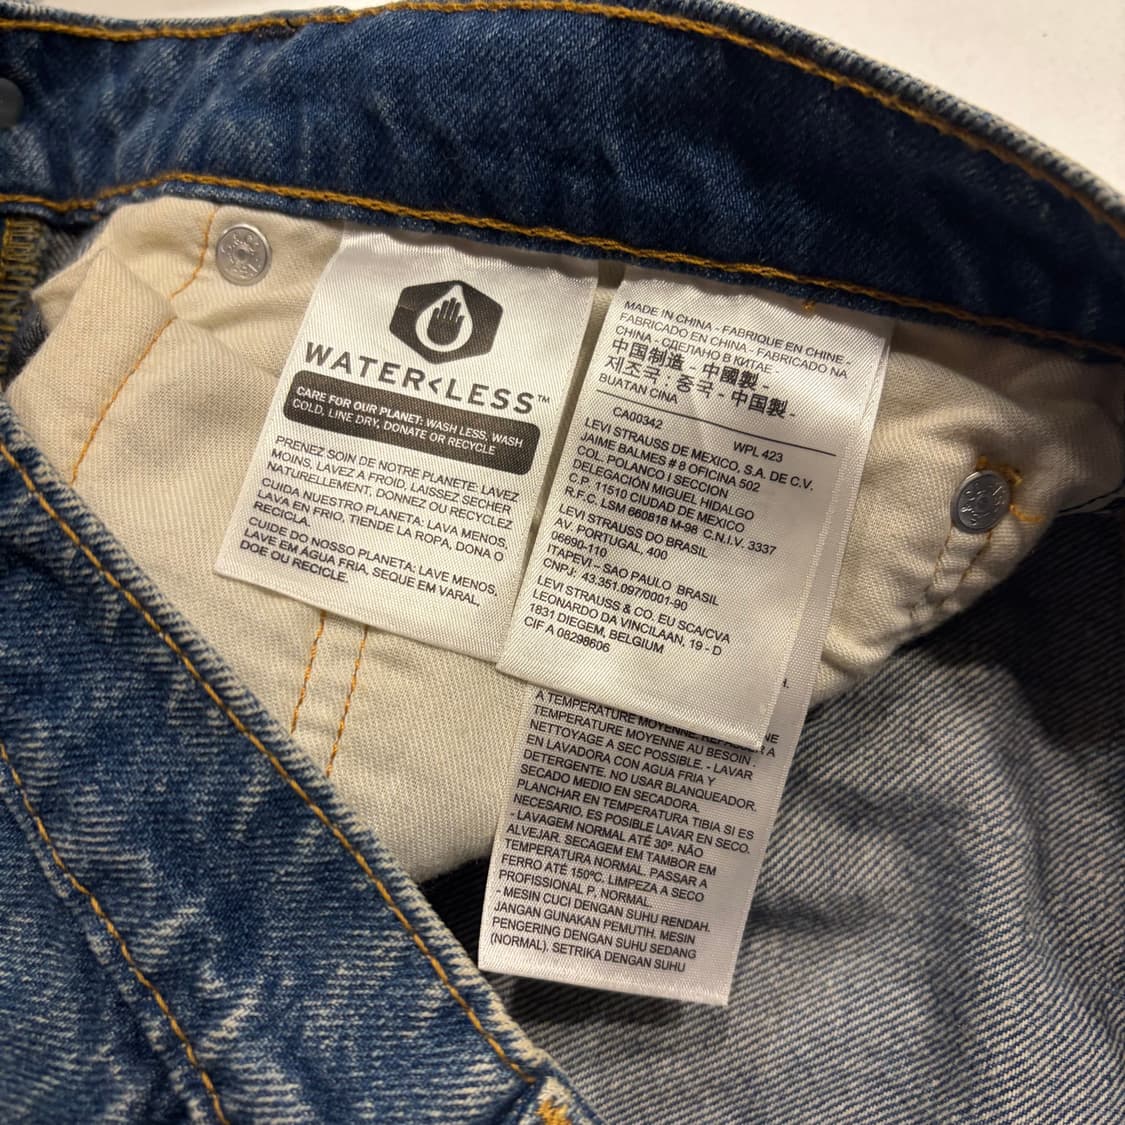 WATER<LESS™
CARE FOR OUR PLANET: WASH LESS, WASH
COLD, LINE DRY, DONATE OR RECYCLE
PRENEZ SOIN DE NOTRE PLANETE: LAVEZ
MOINS, LAVEZ A FROID, LAISSEZ SECHER
NATURELLEMENT, DONNEZ OU RECYCLEZ
CUIDA NUESTRO PLANETA: LAVA MENOS,
LAVA EN FRIO, TIENDE LA ROPA, DONA O
RECICLA.
CUIDE DO NOSSO PLANETA: LAVE MENOS,
LAVE EM ÁGUA FRIA, SEQUE EM VARAL,
DOE OU RECICLE.
MADE IN CHINA - FABRIQUE EN CHINE -
FABRICADO EN CHINA - FABRICADO NA
CHINA - СДЕЛАНО В КИТАЕ -
中国制造 - 中國製 -
제조국 : 중국 - 中国製 -
BUATAN CINA
CA00342 WPL 423
LEVI STRAUSS DE MEXICO, S.A. DE C.V.
JAIME BALMES # 8 OFICINA 502
COL. POLANCO I SECCION
DELEGACIÓN MIGUEL HIDALGO
C.P. 11510 CIUDAD DE MEXICO
R.F.C. LSM 660818 M-98 C.N.I.V. 3337
LEVI STRAUSS DO BRASIL
AV. PORTUGAL, 400
06690-110
ITAPEVI - SAO PAULO BRASIL
CNPJ: 43.351.097/0001-90
LEVI STRAUSS & CO. EU SCA/CVA
LEONARDO DA VINCILAAN, 19 - D
1831 DIEGEM, BELGIUM
CIF A 08298606
H.
A TEMPERATURE MOYENNE.
TEMPERATURE MOYENNE AU BESOIN -
NETTOYAGE A SEC POSSIBLE. - LAVAR
EN LAVADORA CON AGUA FRIA Y
DETERGENTE. NO USAR BLANQUEADOR.
SECADO MEDIO EN SECADORA.
PLANCHAR EN TEMPERATURA TIBIA SI ES
NECESARIO, ES POSIBLE LAVAR EN SECO.
- LAVAGEM NORMAL ATÉ 30º. NÃO
ALVEJAR. SECAGEM EM TAMBOR EM
TEMPERATURA NORMAL. PASSAR A
FERRO ATÉ 150ºC. LIMPEZA A SECO
PROFISSIONAL P, NORMAL.
- MESIN CUCI DENGAN SUHU RENDAH.
JANGAN GUNAKAN PEMUTIH. MESIN
PENGERING DENGAN SUHU SEDANG
(NORMAL). SETRIKA DENGAN SUHU